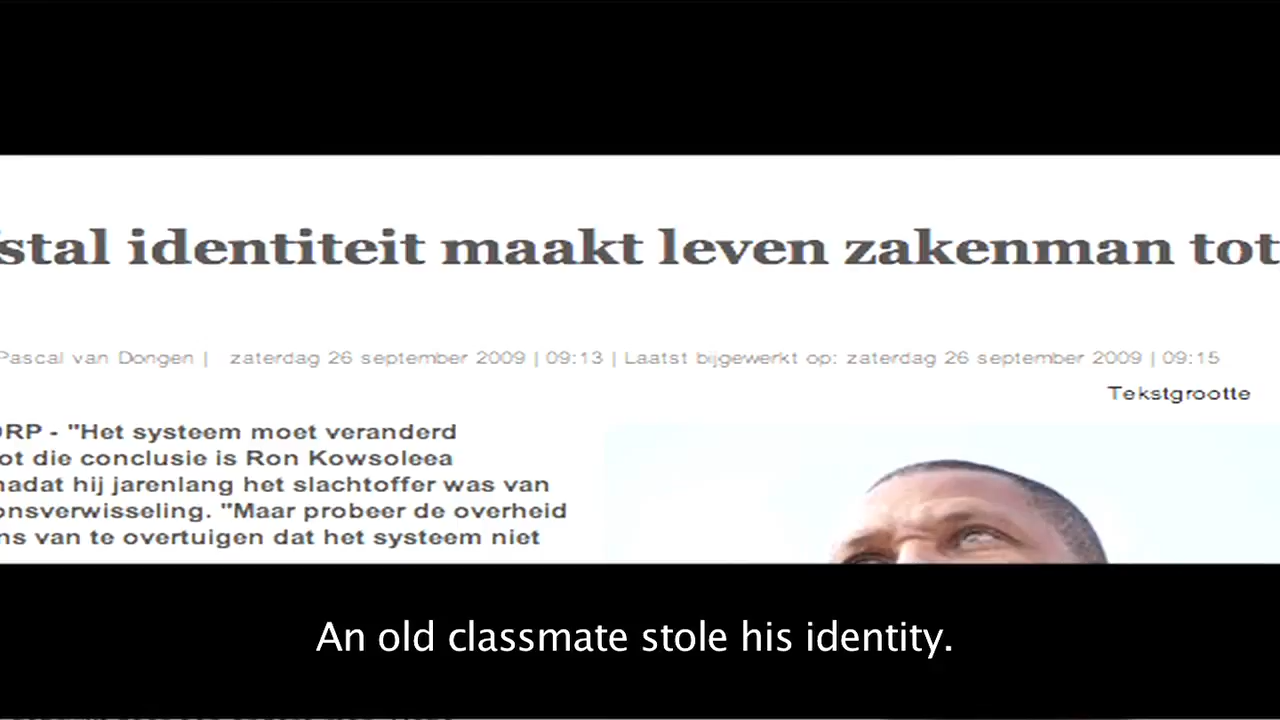 stal identiteit maakt leven zakenman tot
Pascal van Dongen | zaterdag 26 september 2009 | 09:13 | Laatst bijgewerkt op: zaterdag 26 september 2009 | 09:15
Tekstgrootte
ORP - "Het systeem moet veranderd
ot die conclusie is Ron Kowsoleea
nadat hij jarenlang het slachtoffer was van
onsverwisseling. "Maar probeer de overheid
ns van te overtuigen dat het systeem niet
An old classmate stole his identity.